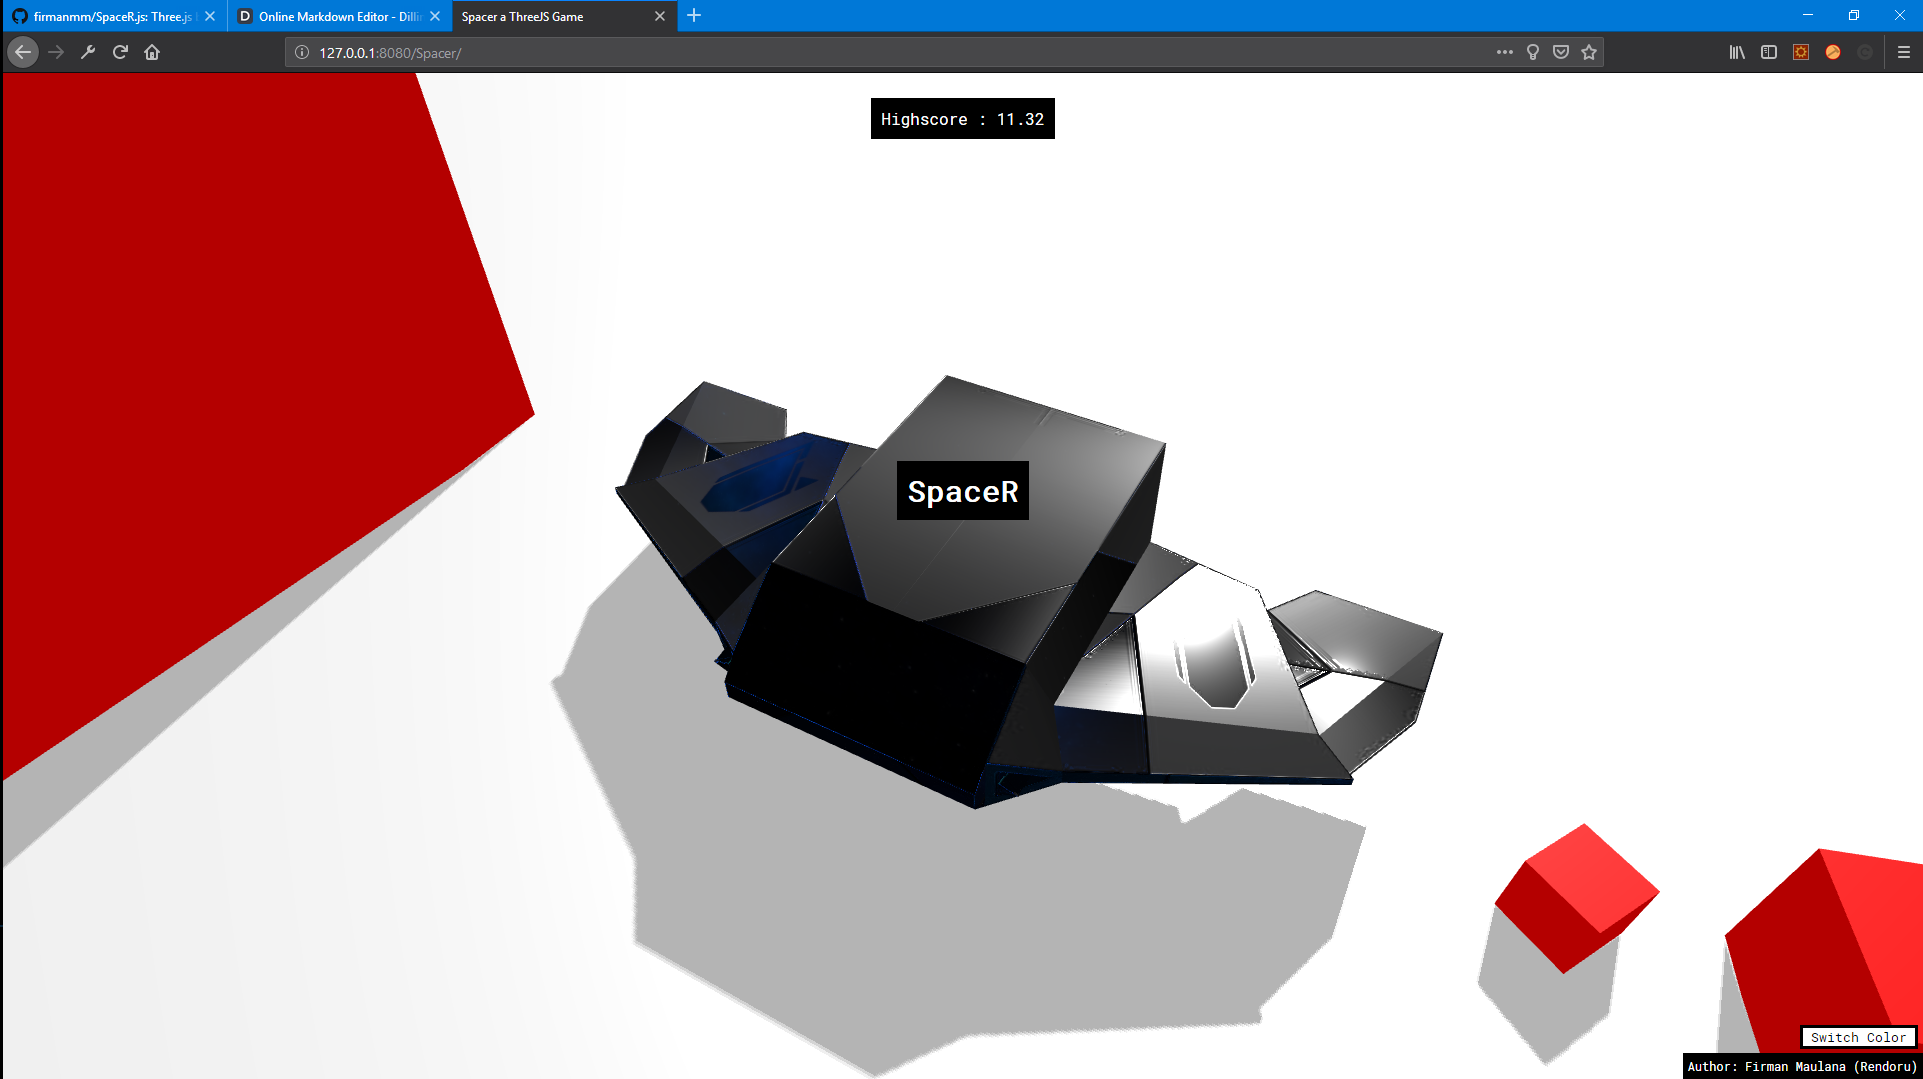 firmanmm/SpaceR.js: Three.js
D Online Markdown Editor - Dillin
Spacer a ThreeJS Game
127.0.0.1:8080/Spacer/
Highscore : 11.32
SpaceR
Switch Color
Author: Firman Maulana (Rendoru)